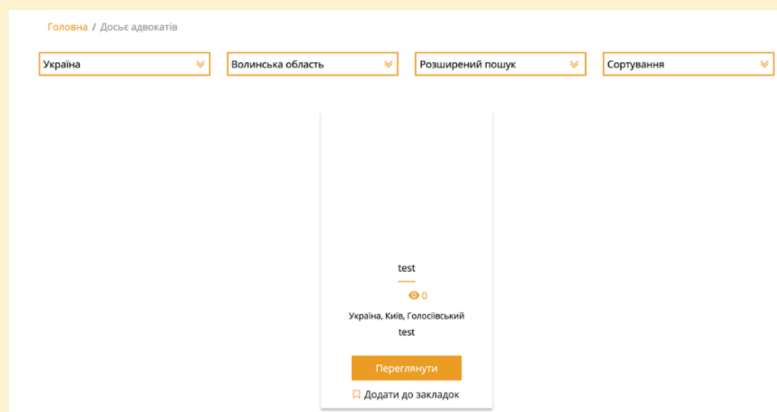 Головна / Досьє адвокатів
Україна
Волинська область
Розширений пошук
Сортування
test
0
Україна, Київ, Голосіївський
test
Переглянути
Додати до закладок